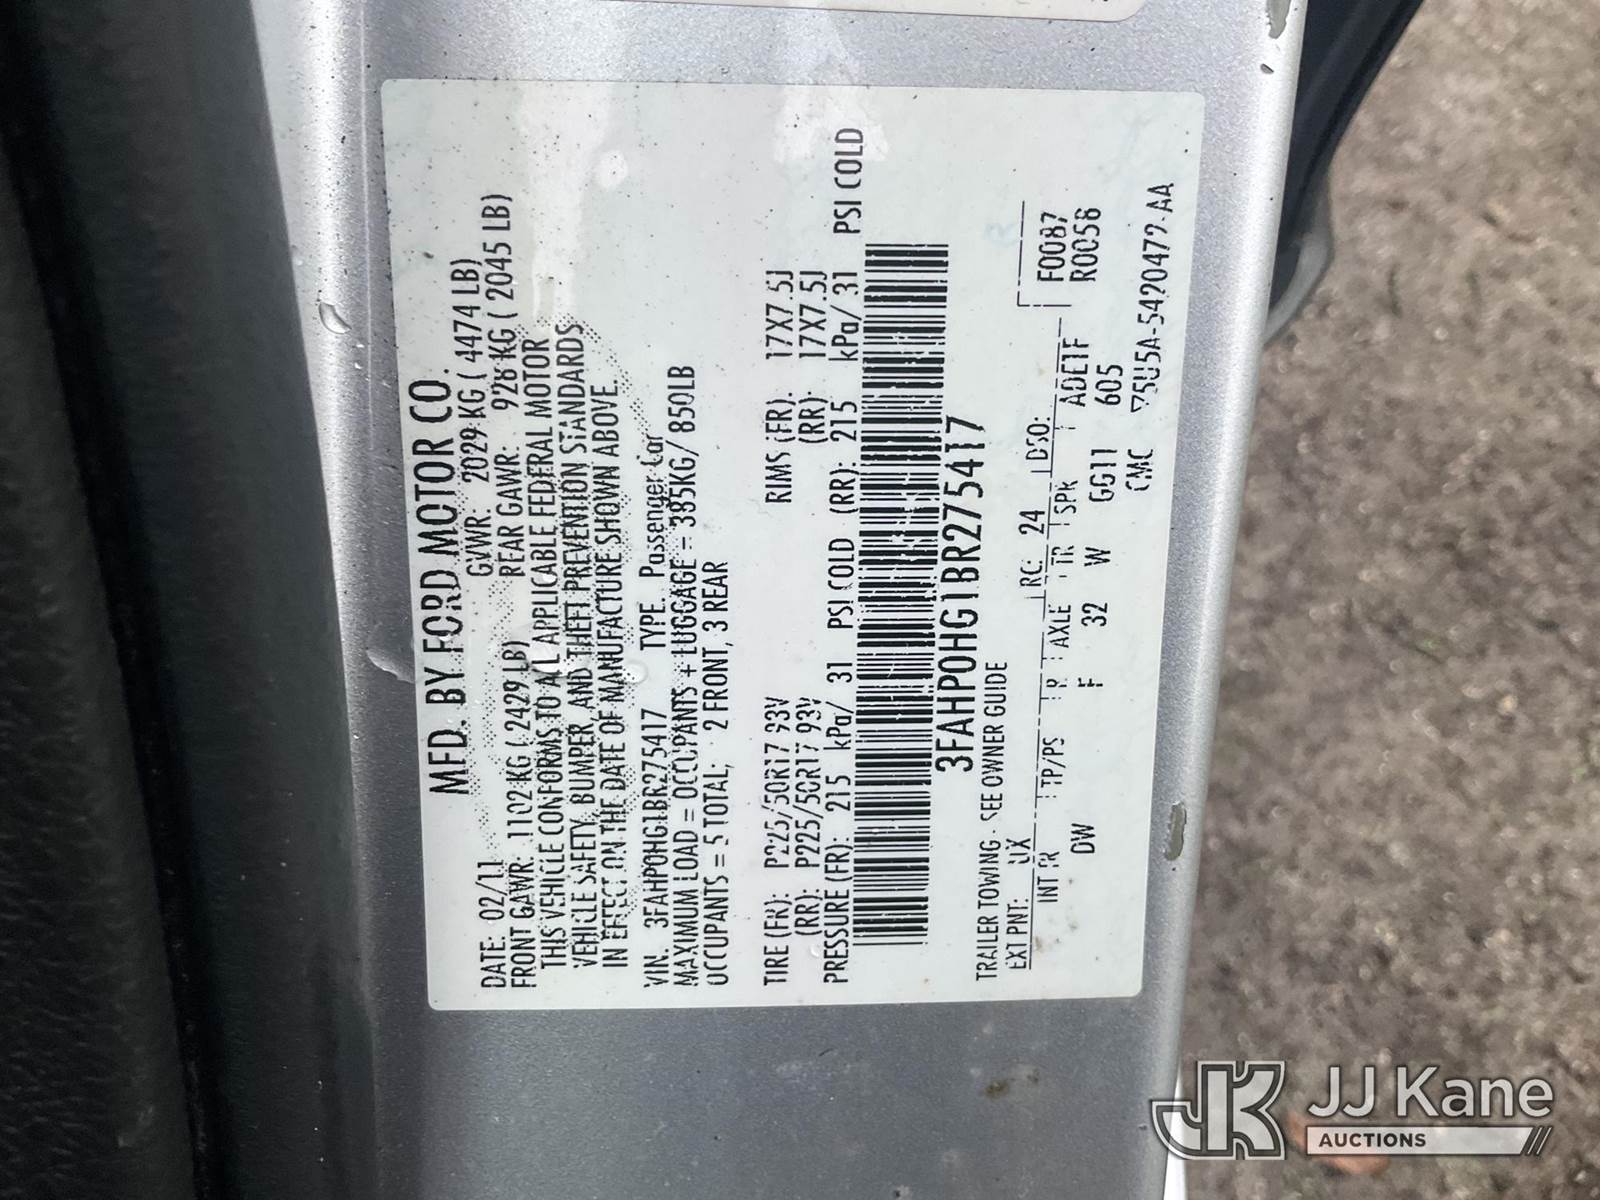 MFD. BY FORD MOTOR CO.
DATE: 02/11 GVWR: 2029 KG ( 4474 LB)
FRONT GAWR: 1102 KG ( 2429 LB) REAR GAWR: 928 KG ( 2045 LB)
THIS VEHICLE CONFORMS TO ALL APPLICABLE FEDERAL MOTOR
VEHICLE SAFETY, BUMPER, AND THEFT PREVENTION STANDARDS
IN EFFECT ON THE DATE OF MANUFACTURE SHOWN ABOVE.
VIN: 3FAHP0HG1BR275417 TYPE: Passenger Car
MAXIMUM LOAD = OCCUPANTS + LUGGAGE = 385KG/ 850LB
OCCUPANTS = 5 TOTAL; 2 FRONT, 3 REAR
TIRE (FR): P225/50R17 93V RIMS (FR): 17X7.5J
(RR): P225/50R17 93V (RR): 17X7.5J
PRESSURE (FR): 215 kPa/ 31 PSI COLD (RR): 215 kPa/ 31 PSI COLD
3FAHP0HG1BR275417
TRAILER TOWING - SEE OWNER GUIDE
EXT PNT: UX RC: 24 DSO: F0087
INT TR TP/PS R AXLE TR SPR R0058
DW F 32 W GG11 605
CMC
JJ Kane
AUCTIONS